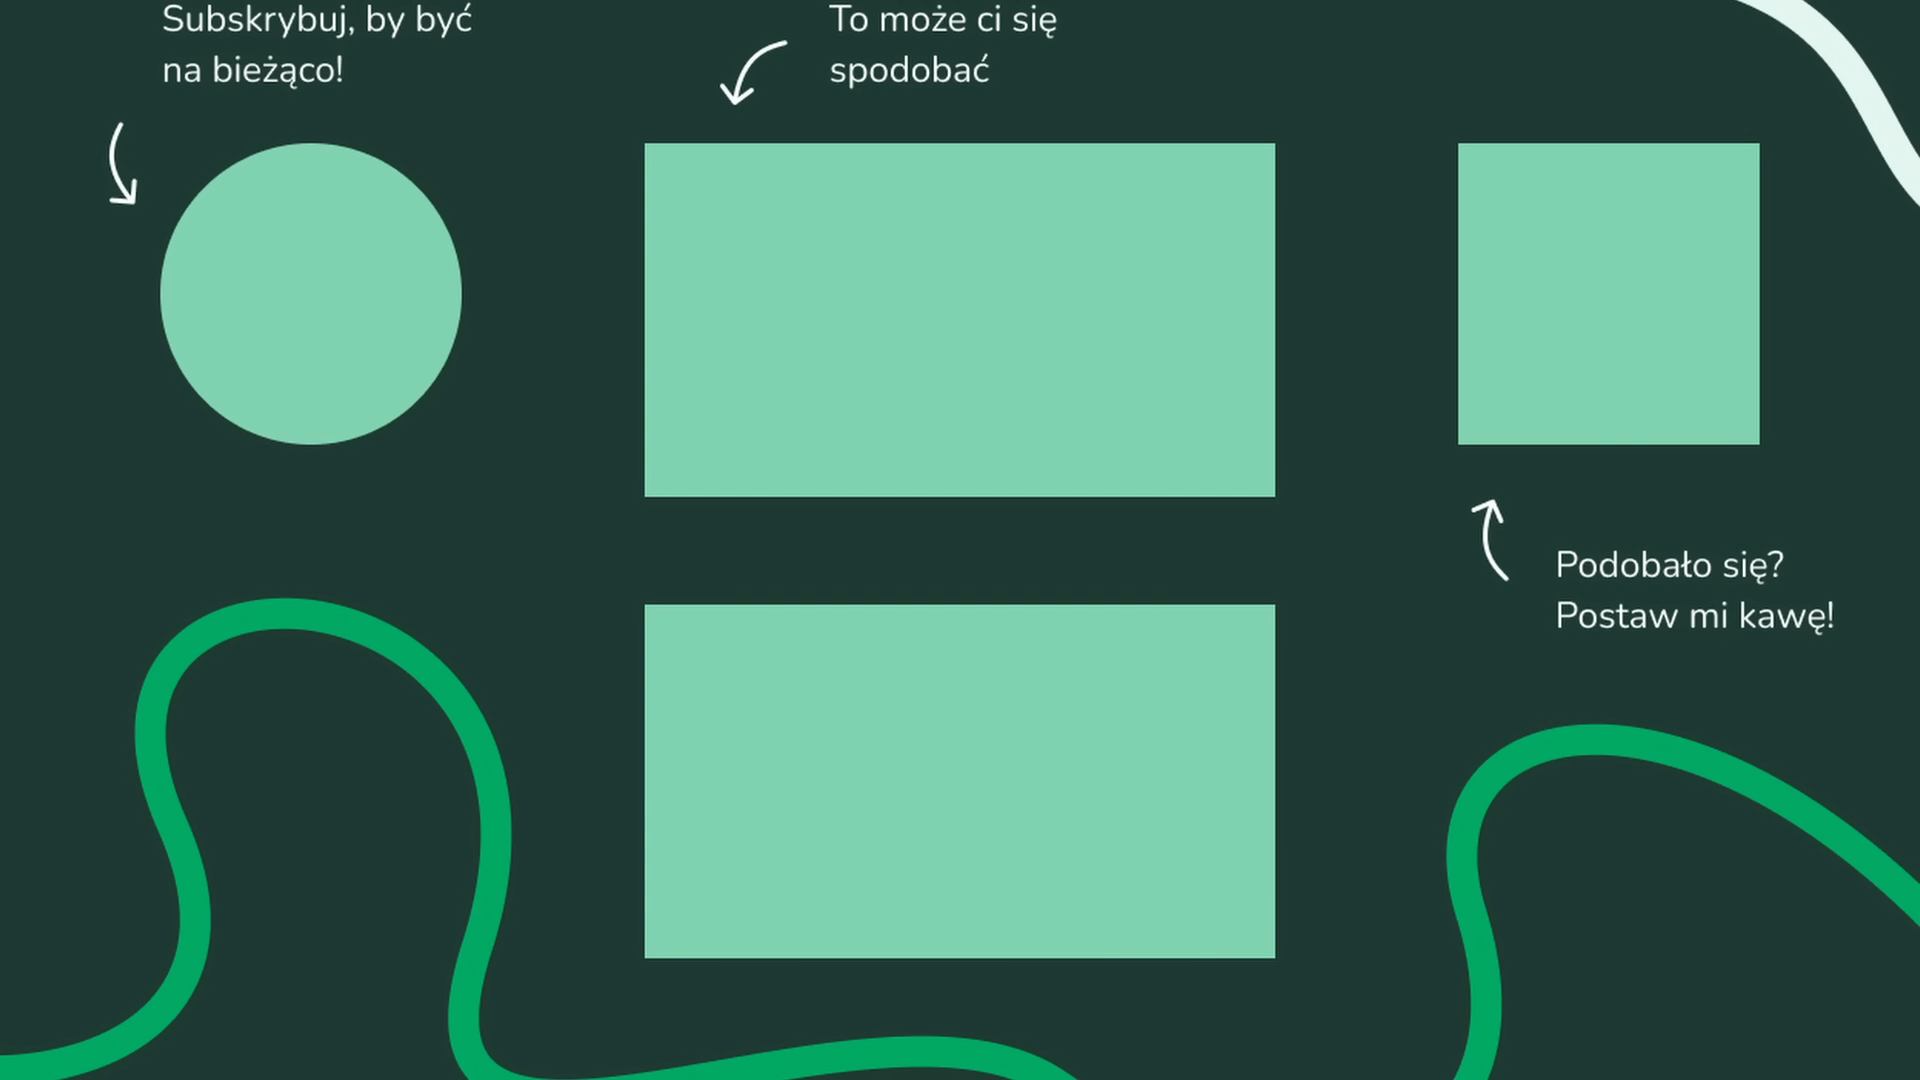 Subskrybuj, by być
na bieżąco!
To może ci się
spodobać
Podobało się?
Postaw mi kawę!